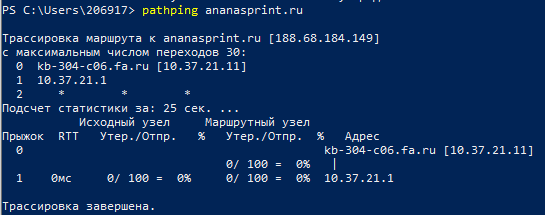 PS C:\Users\206917> pathping ananasprint.ru
Трассировка маршрута к ananasprint.ru [188.68.184.149]
с максимальным числом переходов 30:
0 kb-304-c06.fa.ru [10.37.21.11]
1 10.37.21.1
2 * * *
Подсчет статистики за: 25 сек. ...
Исходный узел Маршрутный узел
Прыжок RTT Утер./Отпр. % Утер./Отпр. % Адрес
0 kb-304-c06.fa.ru [10.37.21.11]
0/ 100 = 0% |
1 0мс 0/ 100 = 0% 0/ 100 = 0% 10.37.21.1
Трассировка завершена.